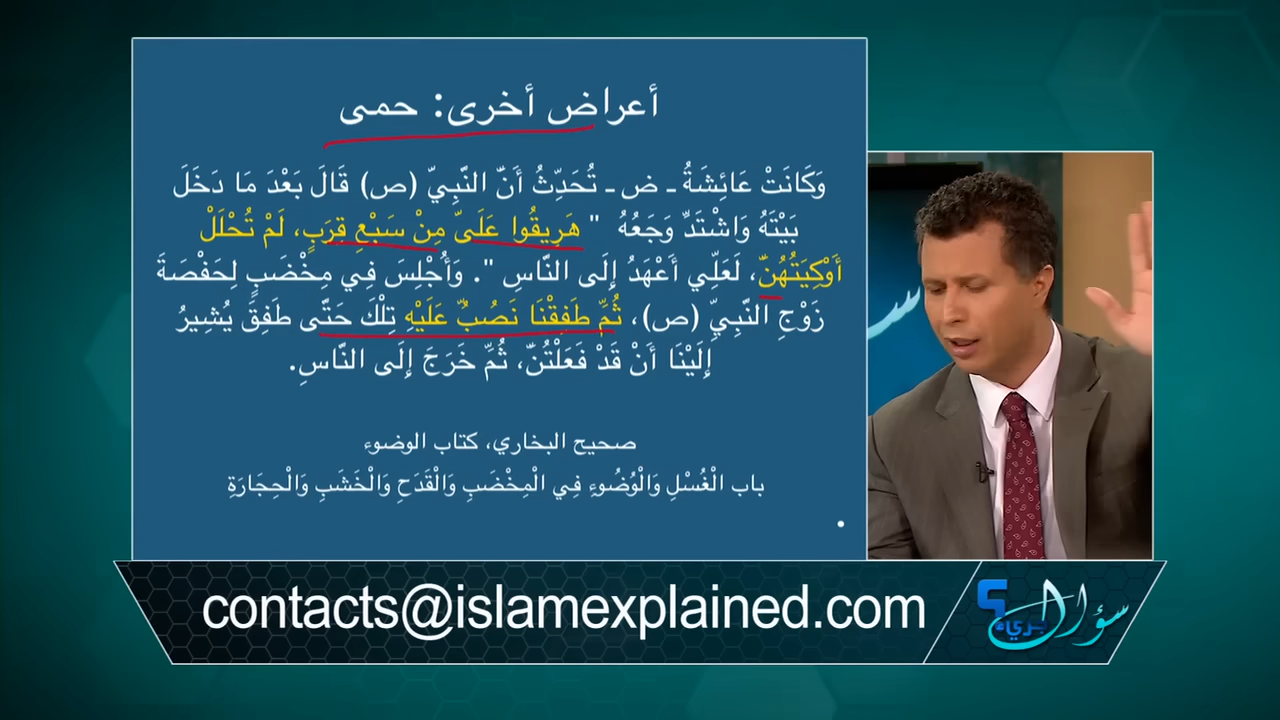 أعراض أخرى: حمى
وَكَانَتْ عَائِشَةُ ـ ض ـ تُحَدِّثُ أَنَّ النَّبِيَّ (ص) قَالَ بَعْدَ مَا دَخَلَ
بَيْتَهُ وَاشْتَدَّ وَجَعُهُ " هَرِيقُوا عَلَىَّ مِنْ سَبْعِ قِرَبٍ، لَمْ تُحْلَلْ
أَوْكِيَتُهُنَّ، لَعَلِّي أَعْهَدُ إِلَى النَّاسِ ". وَأُجْلِسَ فِي مِخْضَبٍ لِحَفْصَةَ
زَوْجِ النَّبِيِّ (ص)، ثُمَّ طَفِقْنَا نَصُبُّ عَلَيْهِ تِلْكَ حَتَّى طَفِقَ يُشِيرُ
إِلَيْنَا أَنْ قَدْ فَعَلْتُنَّ، ثُمَّ خَرَجَ إِلَى النَّاسِ.
صحيح البخاري، كتاب الوضوء
باب الْغُسْلِ وَالْوُضُوءِ فِي الْمِخْضَبِ وَالْقَدَحِ وَالْخَشَبِ وَالْحِجَارَةِ
contacts@islamexplained.com
سؤال جريء